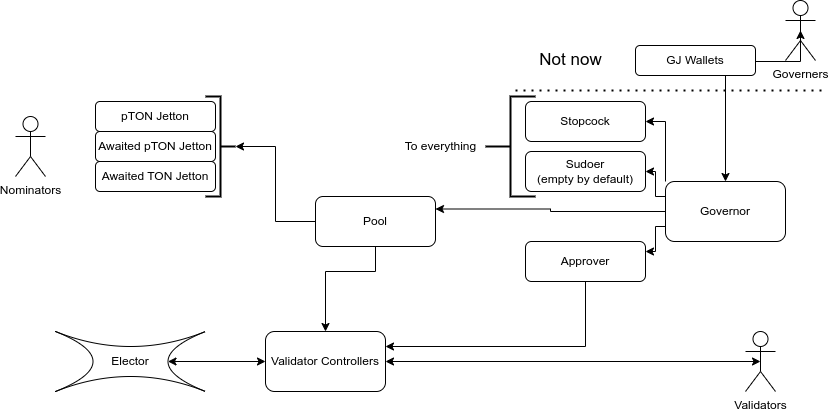 Not now
GJ Wallets
Governers
pTON Jetton
Awaited pTON Jetton
Awaited TON Jetton
Nominators
To everything
Stopcock
Sudoer
(empty by default)
Pool
Governor
Approver
Elector
Validator Controllers
Validators